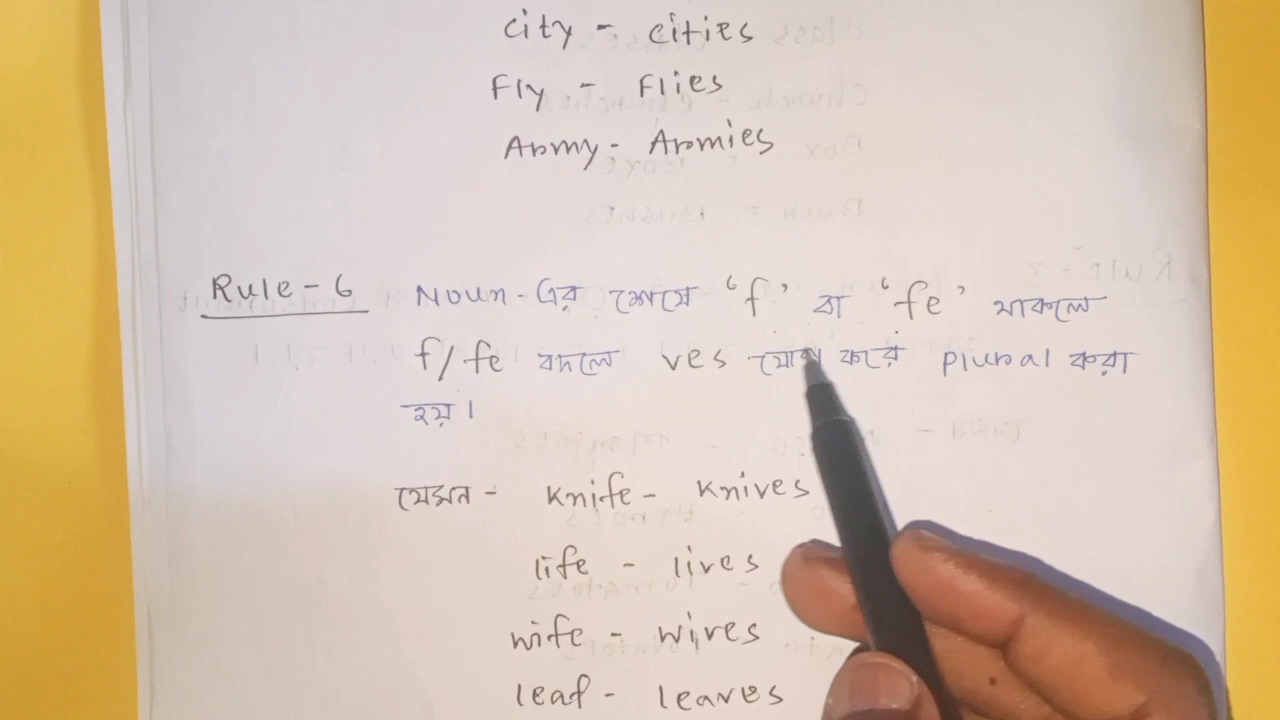 city - cities
Fly - Flies
Army - Armies
Rule - 6 Noun - এর শেষে 'f' বা 'fe' থাকলে
f/fe বদলে ves যোগ করে plural করা
হয়।
যেমন - Knife - Knives
life - lives
wife - wives
leaf - leaves